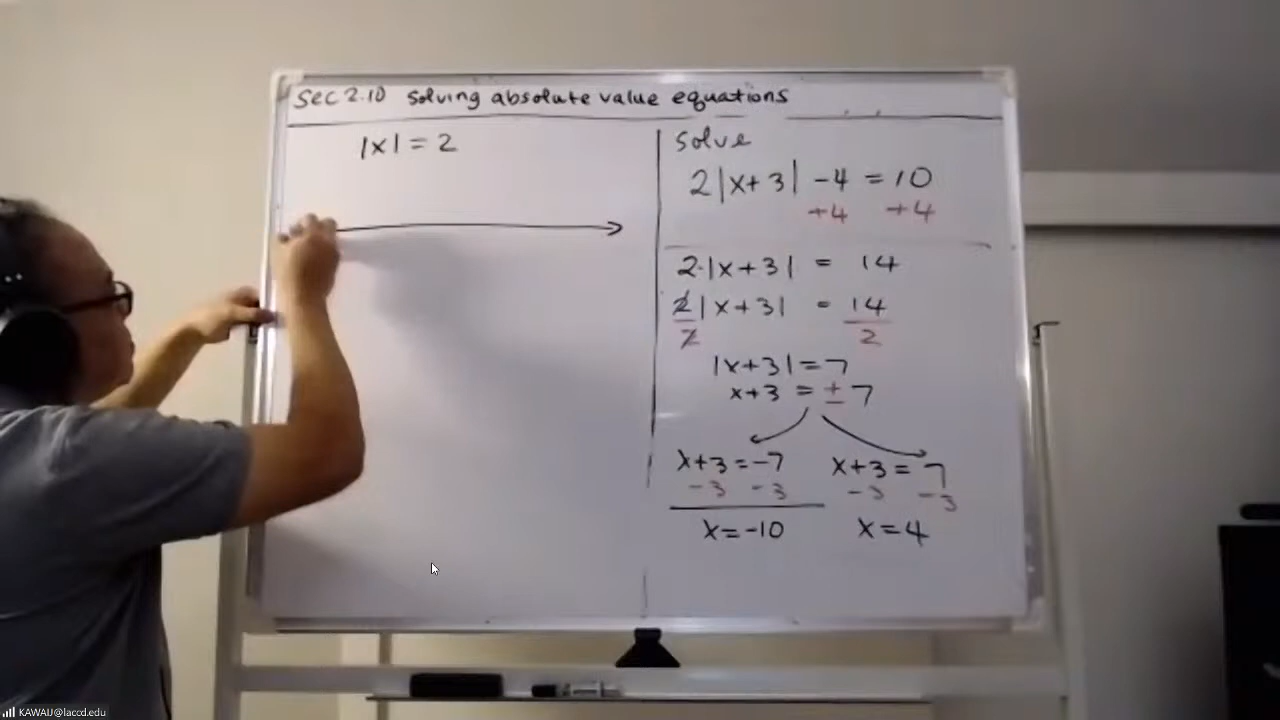 Sec 2.10 Solving absolute value equations
|x| = 2
Solve
2|x+3| -4 = 10
+4 +4
2·|x+3| = 14
2|x+3| = 14
2 2
|x+3| = 7
x+3 = ± 7
x+3 = -7 x+3 = 7
-3 -3 -3 -3
x = -10 x = 4
KAWAIJ@laccd.edu